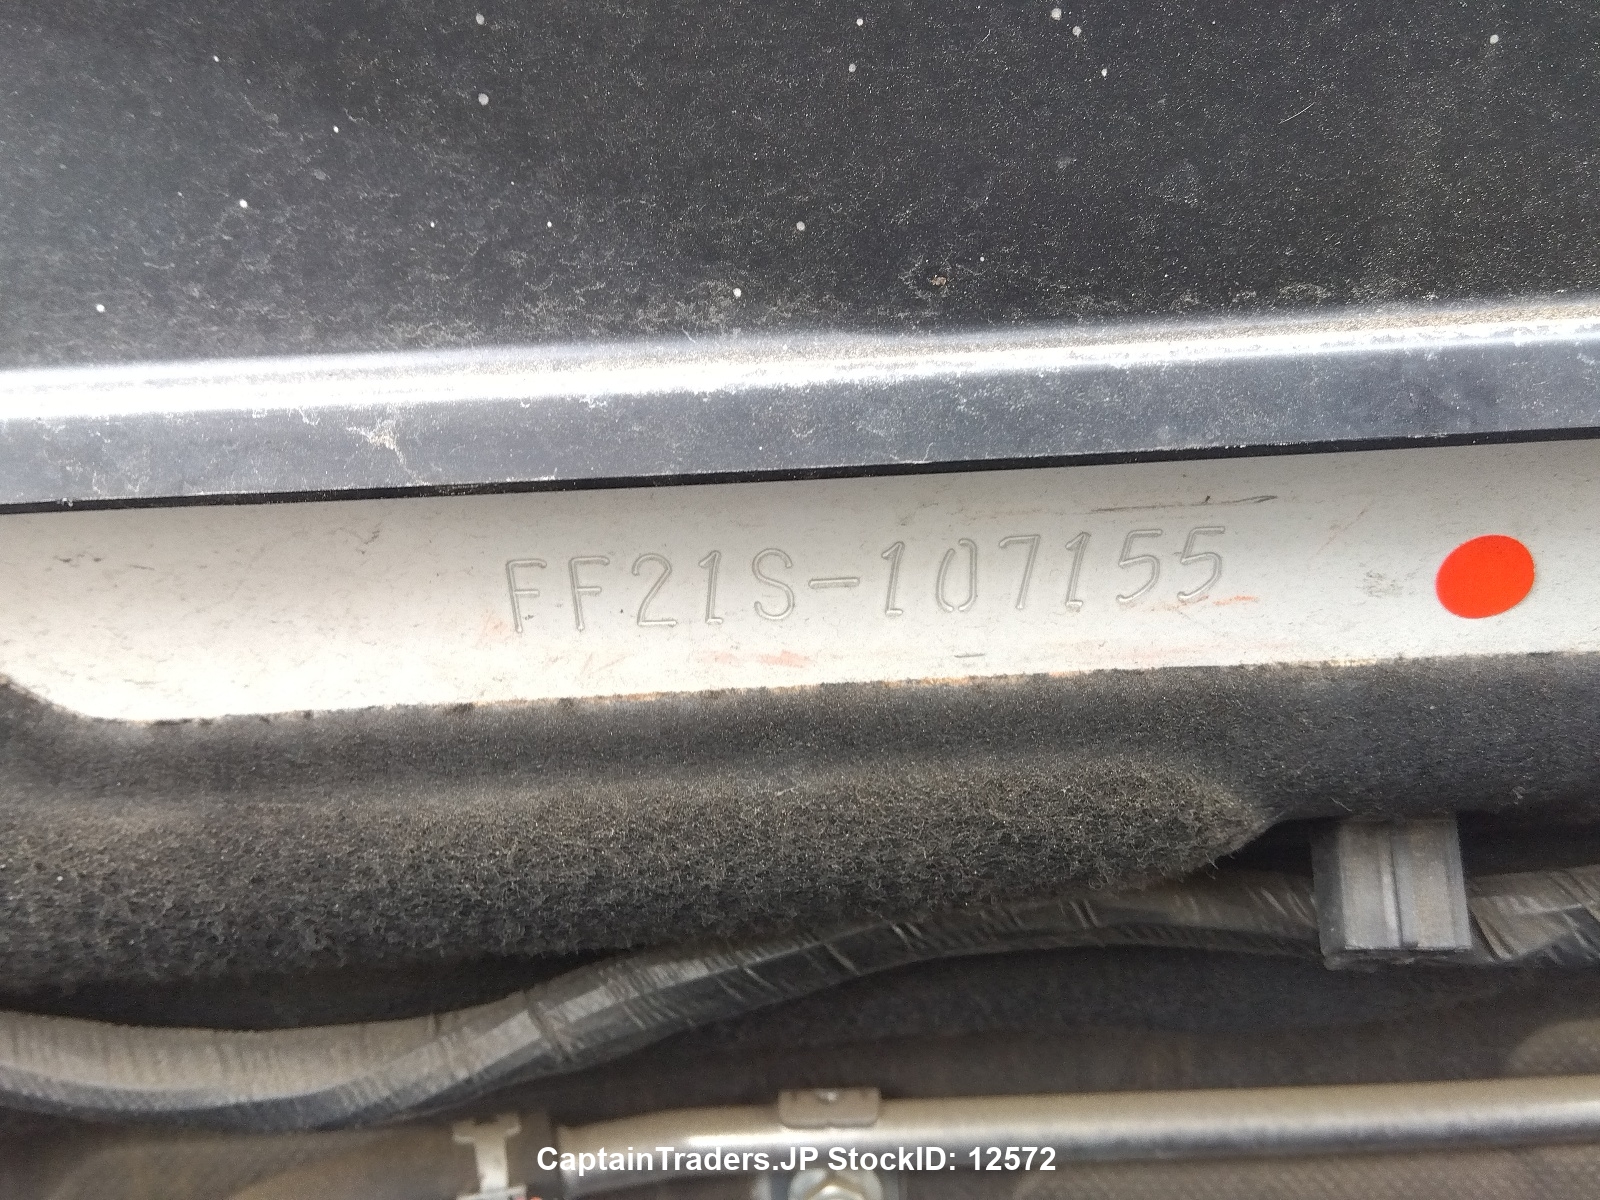 FF21S-107155
CaptainTraders.JP StockID: 12572